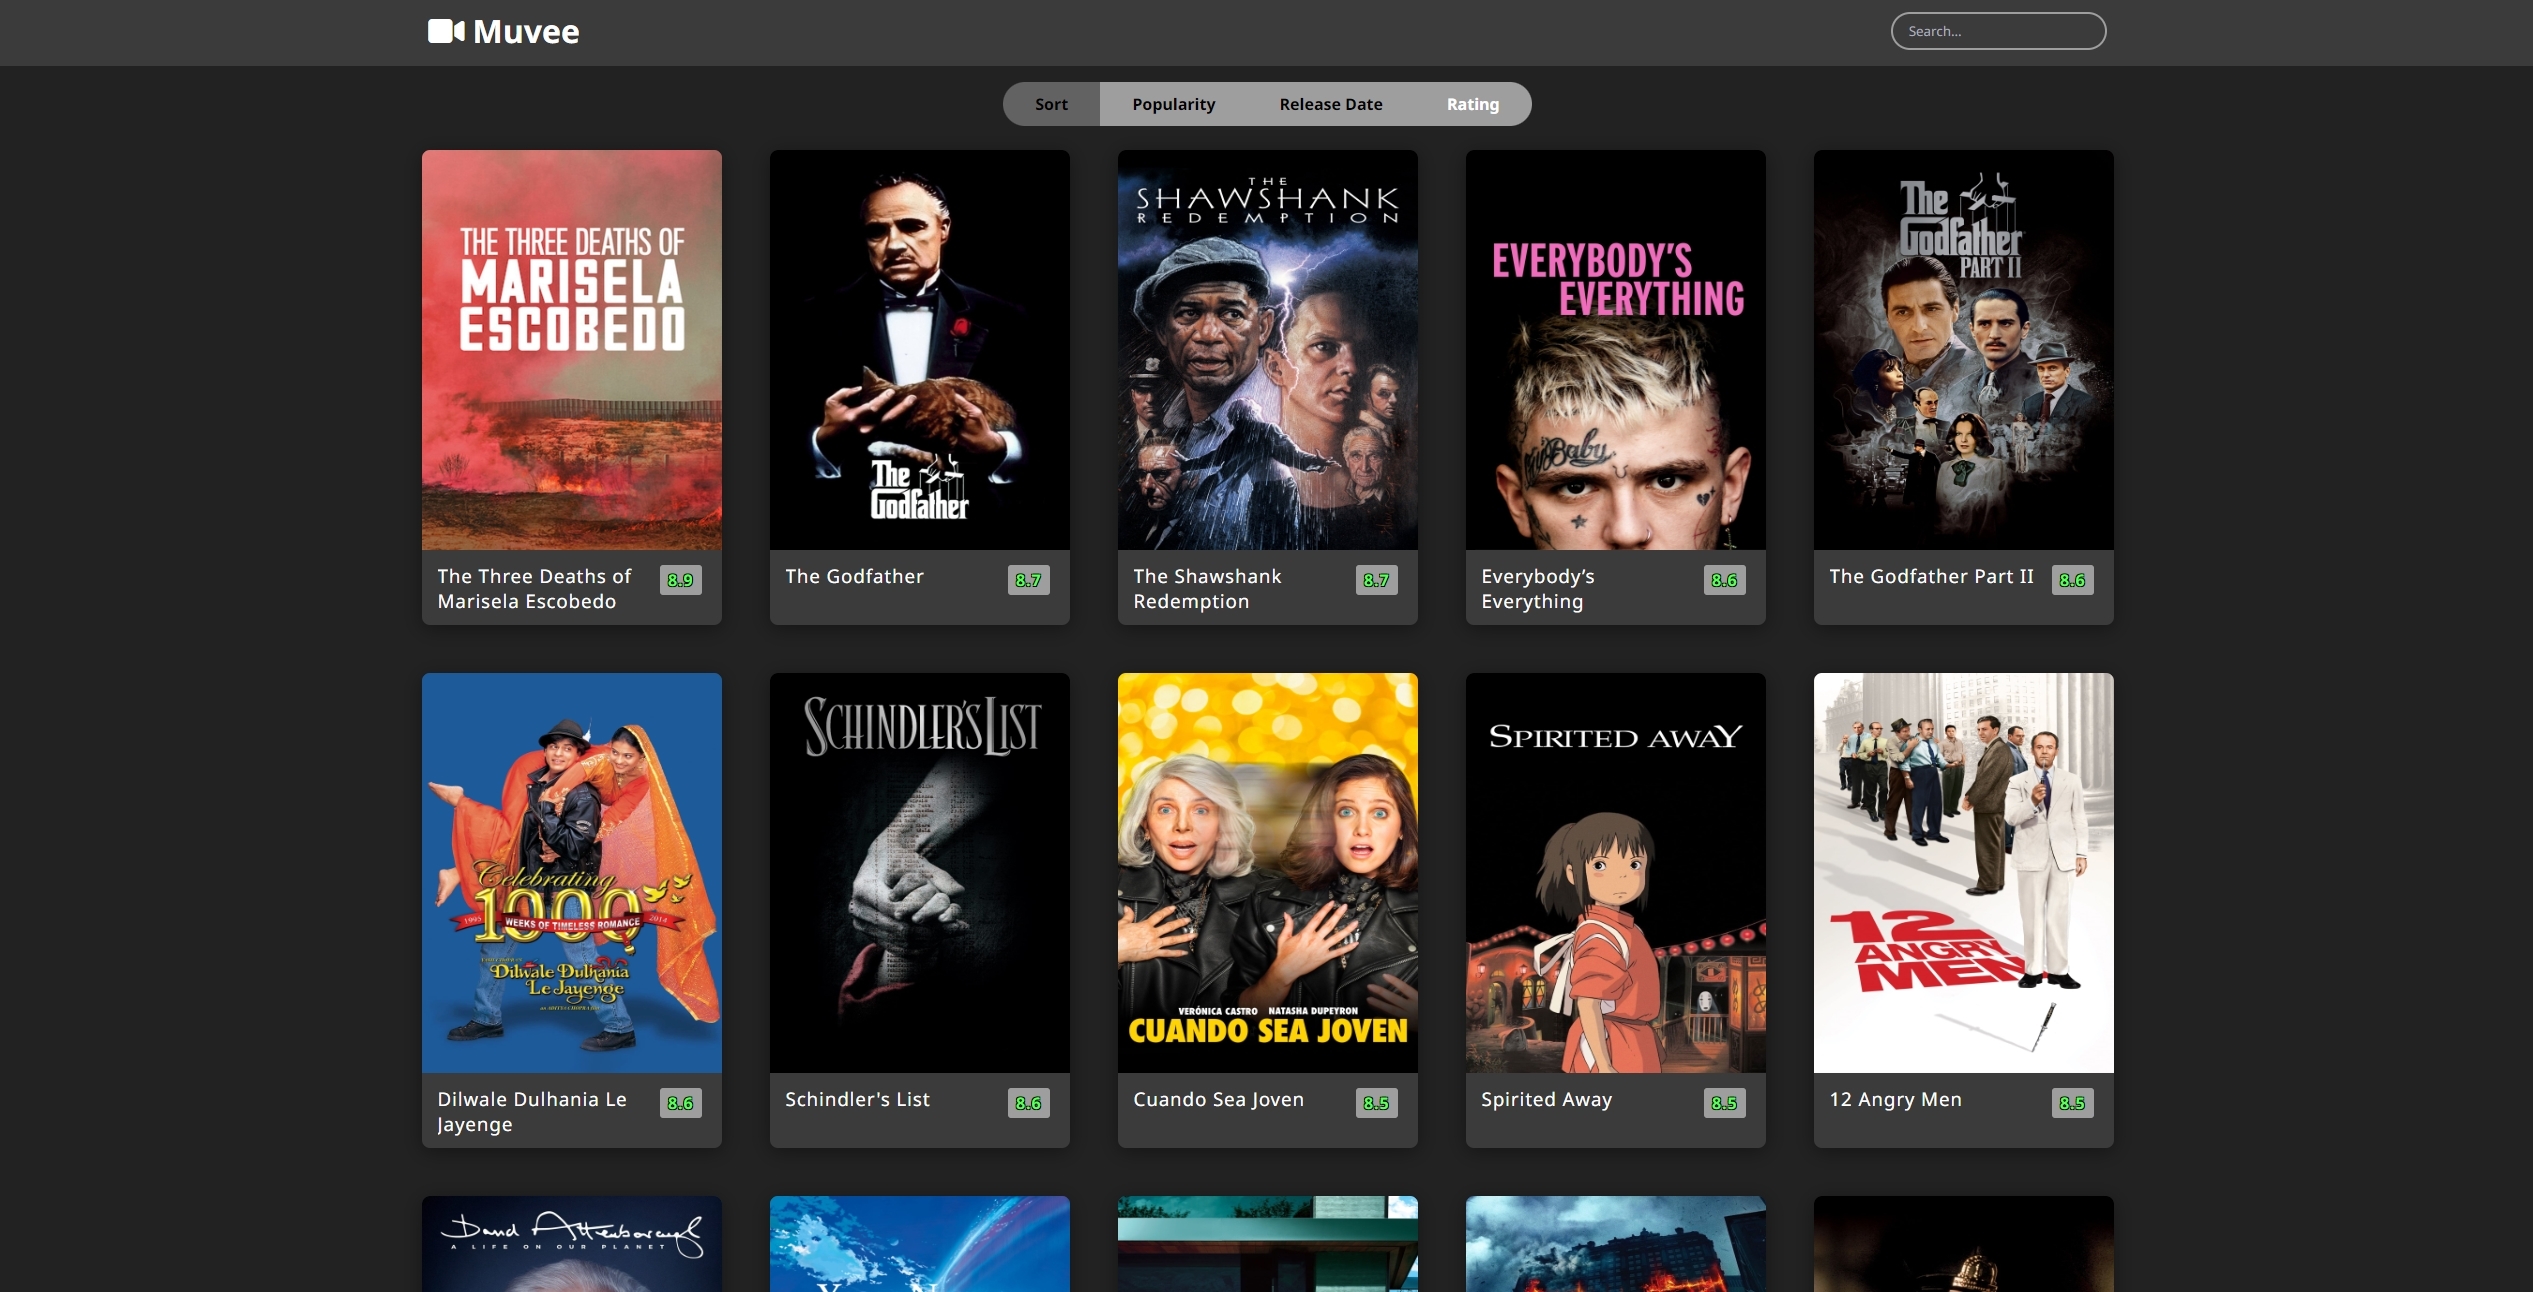 Muvee
Search...
Sort
Popularity
Release Date
Rating
THE THREE DEATHS OF
MARISELA
ESCOBEDO
The
Godfather
THE
SHAWSHANK
REDEMPTION
EVERYBODY'S
EVERYTHING
Baby
The
Godfather
PART II
The Three Deaths of
Marisela Escobedo
8.9
The Godfather
8.7
The Shawshank
Redemption
8.7
Everybody's
Everything
8.6
The Godfather Part II
8.6
Celebrating
1000
1995
WEEKS OF TIMELESS ROMANCE
2014
Dilwale Dulhania
Le Jayenge
SCHINDLER'S LIST
VERÓNICA CASTRO NATASHA DUPEYRON
CUANDO SEA JOVEN
SPIRITED AWAY
12
ANGRY
MEN
Dilwale Dulhania Le
Jayenge
8.6
Schindler's List
8.6
Cuando Sea Joven
8.5
Spirited Away
8.5
12 Angry Men
8.5
David Attenborough
A LIFE ON OUR PLANET